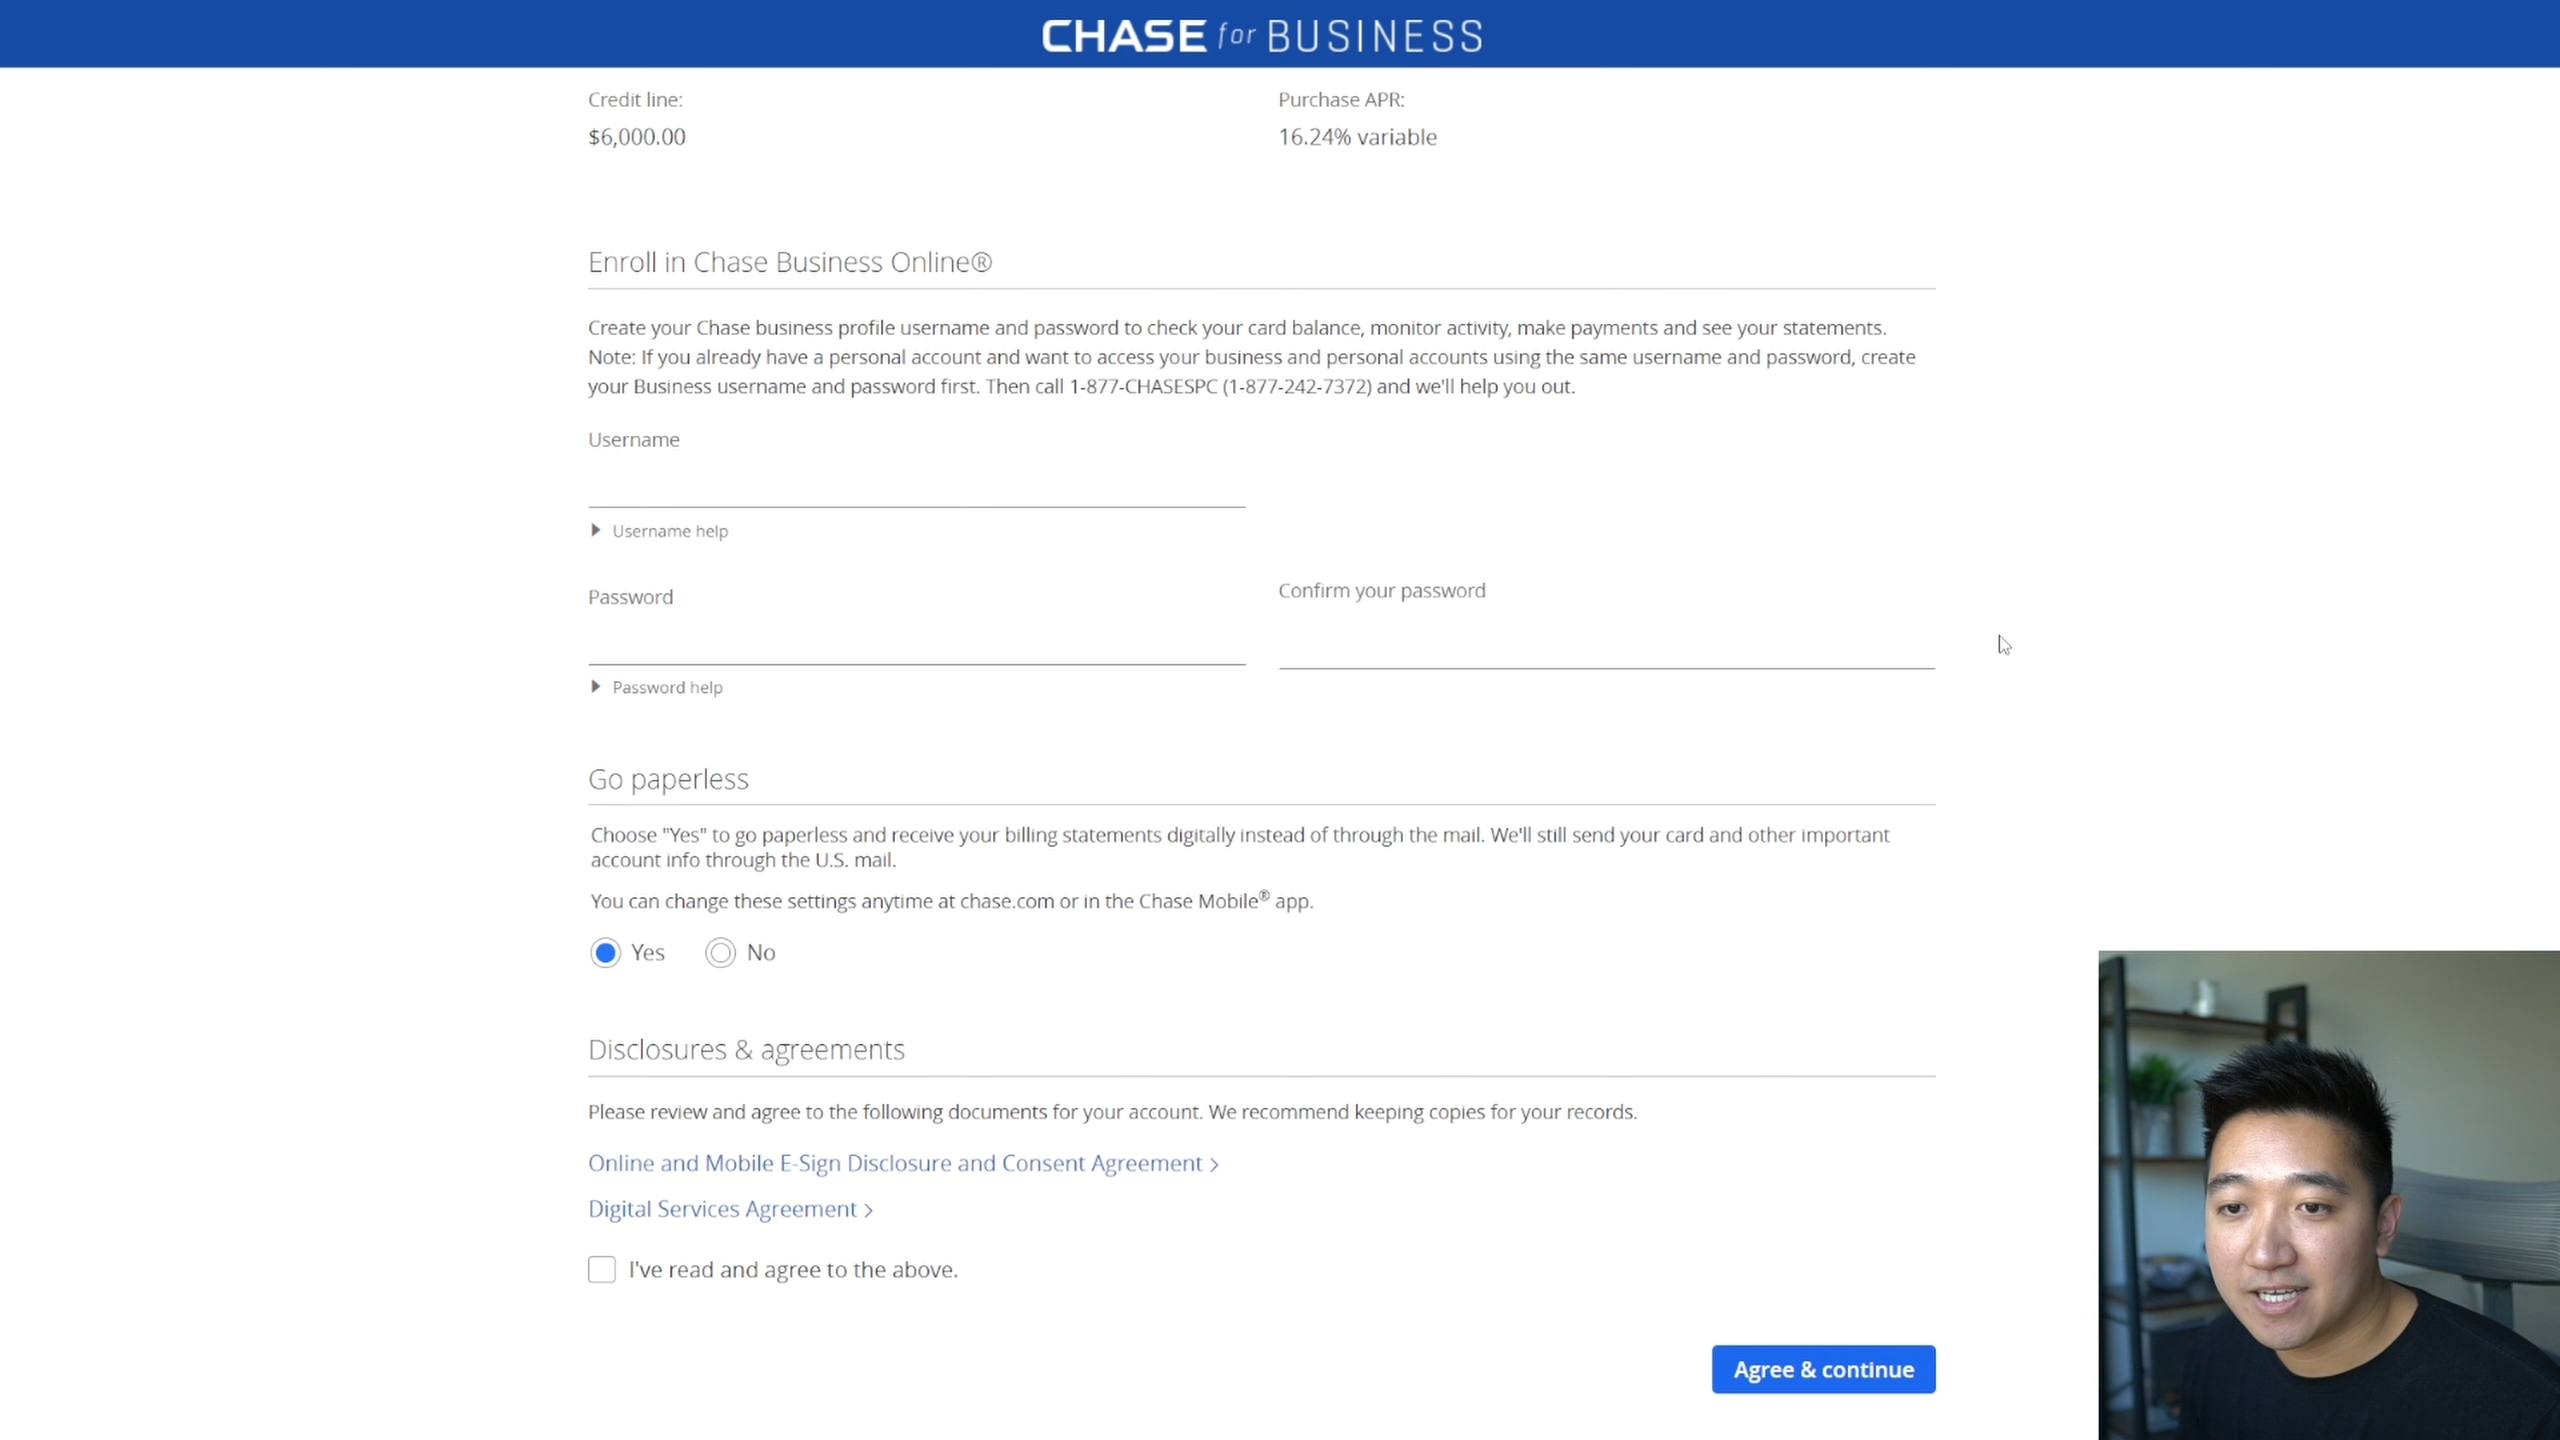 CHASE for BUSINESS
Credit line:
$6,000.00
Purchase APR:
16.24% variable
Enroll in Chase Business Online®
Create your Chase business profile username and password to check your card balance, monitor activity, make payments and see your statements.
Note: If you already have a personal account and want to access your business and personal accounts using the same username and password, create
your Business username and password first. Then call 1-877-CHASESPC (1-877-242-7372) and we'll help you out.
Username
Username help
Password
Confirm your password
Password help
Go paperless
Choose "Yes" to go paperless and receive your billing statements digitally instead of through the mail. We'll still send your card and other important
account info through the U.S. mail.
You can change these settings anytime at chase.com or in the Chase Mobile® app.
Yes No
Disclosures & agreements
Please review and agree to the following documents for your account. We recommend keeping copies for your records.
Online and Mobile E-Sign Disclosure and Consent Agreement
Digital Services Agreement
I've read and agree to the above.
Agree & continue